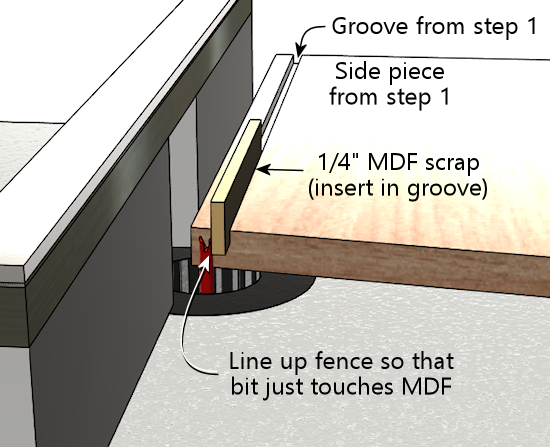 Groove from step 1
Side piece
from step 1
1/4" MDF scrap
(insert in groove)
Line up fence so that
bit just touches MDF